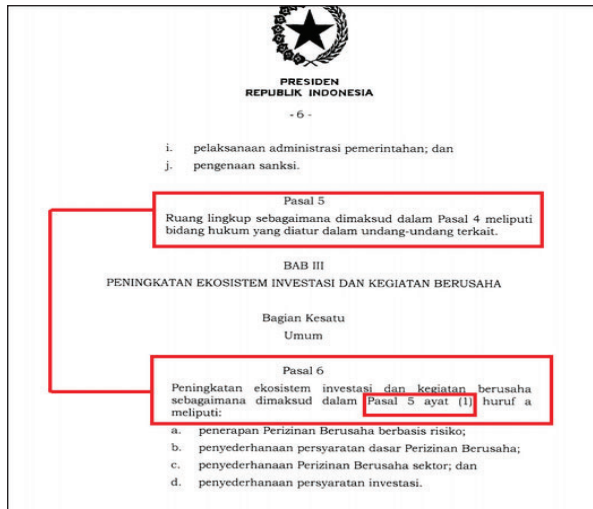 PRESIDEN
REPUBLIK INDONESIA
- 6 -
i. pelaksanaan administrasi pemerintahan; dan
j. pengenaan sanksi.
Pasal 5
Ruang lingkup sebagaimana dimaksud dalam Pasal 4 meliputi
bidang hukum yang diatur dalam undang-undang terkait.
BAB III
PENINGKATAN EKOSISTEM INVESTASI DAN KEGIATAN BERUSAHA
Bagian Kesatu
Umum
Pasal 6
Peningkatan ekosistem investasi dan kegiatan berusaha
sebagaimana dimaksud dalam Pasal 5 ayat (1) huruf a
meliputi:
a. penerapan Perizinan Berusaha berbasis risiko;
b. penyederhanaan persyaratan dasar Perizinan Berusaha;
c. penyederhanaan Perizinan Berusaha sektor; dan
d. penyederhanaan persyaratan investasi.